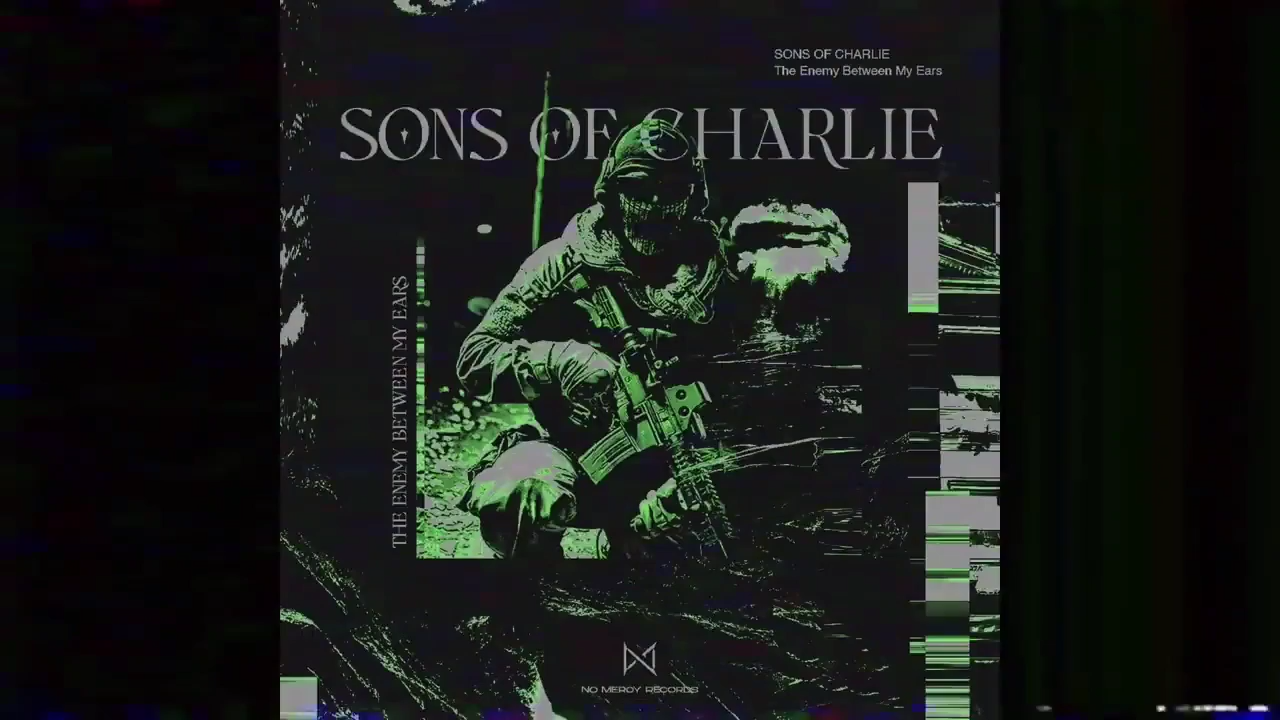 SONS OF CHARLIE
The Enemy Between My Ears
SONS OF CHARLIE
THE ENEMY BETWEEN MY EARS
NO MERCY RECORDS